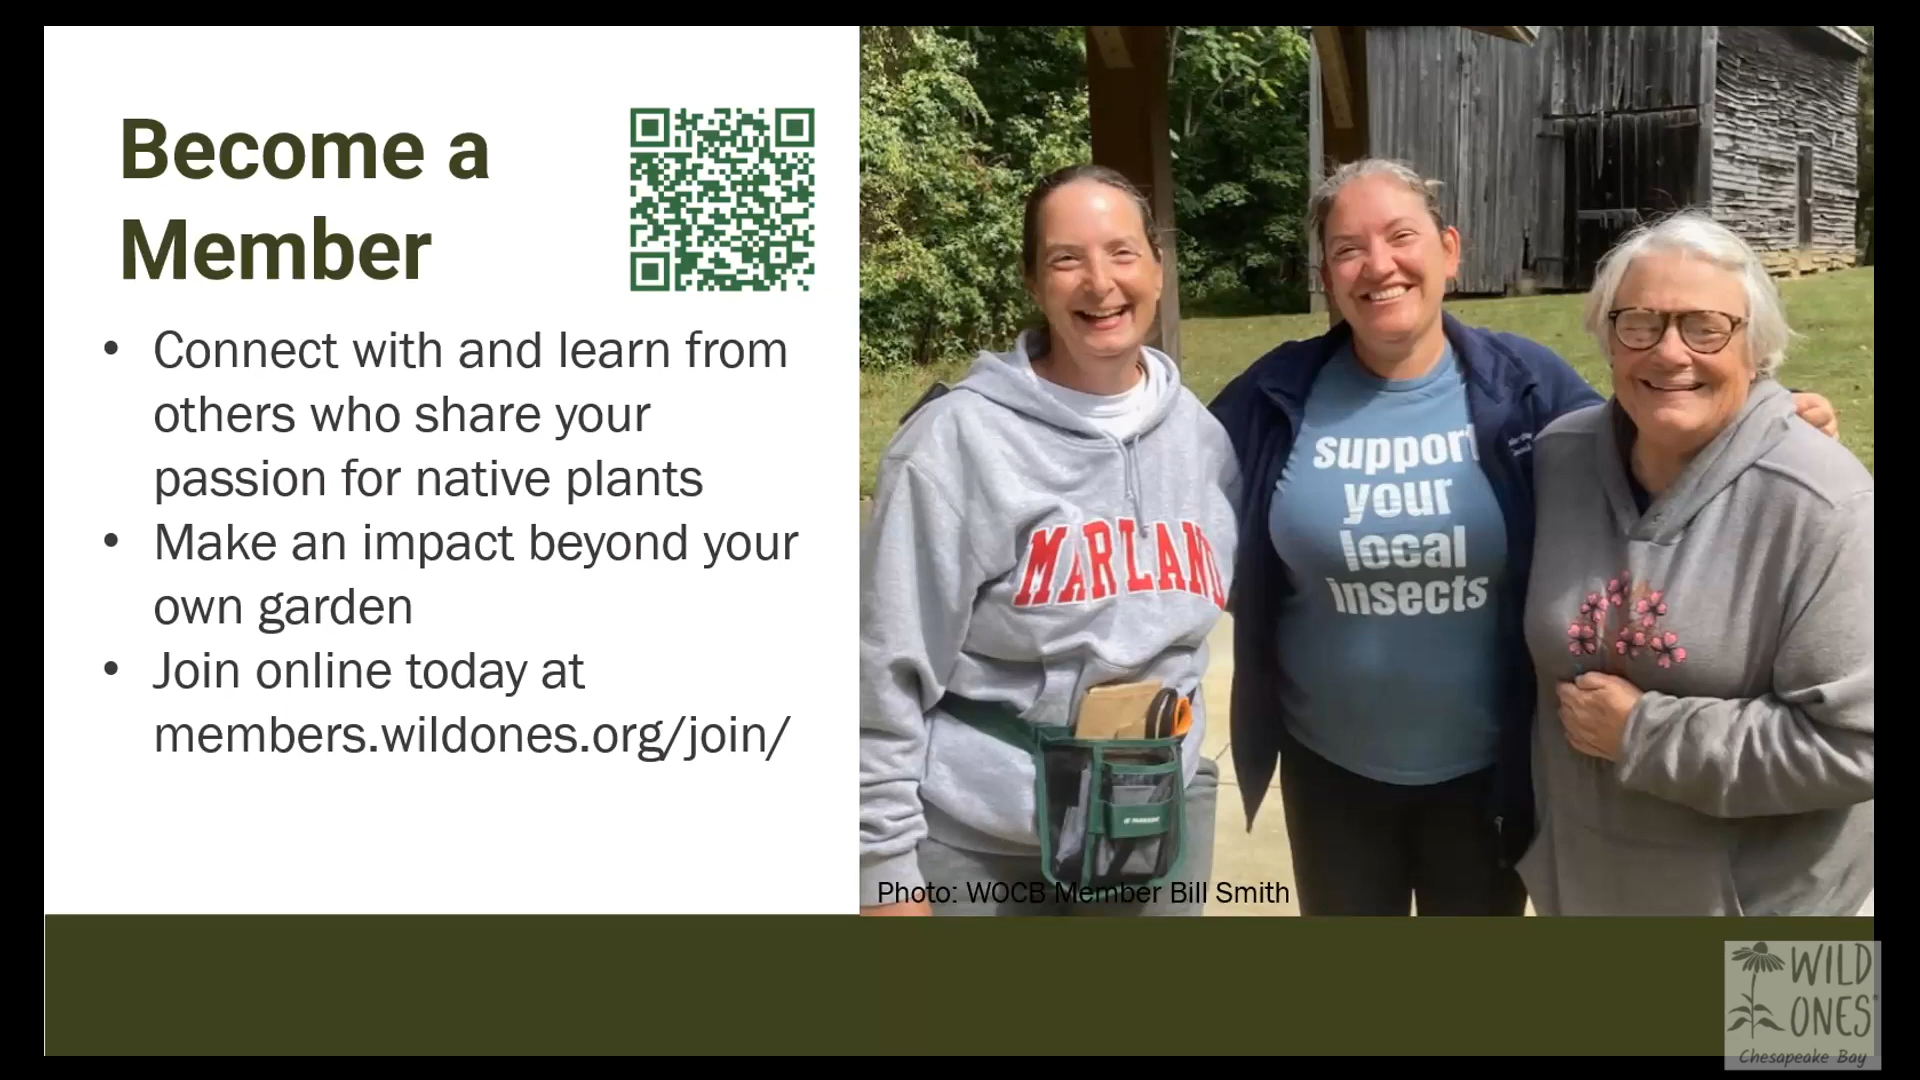 Become a
Member
• Connect with and learn from
others who share your
passion for native plants
• Make an impact beyond your
own garden
• Join online today at
members.wildones.org/join/
MARLAND
support
your
local
insects
Photo: WOCB Member Bill Smith
WILD
ONES
Chesapeake Bay